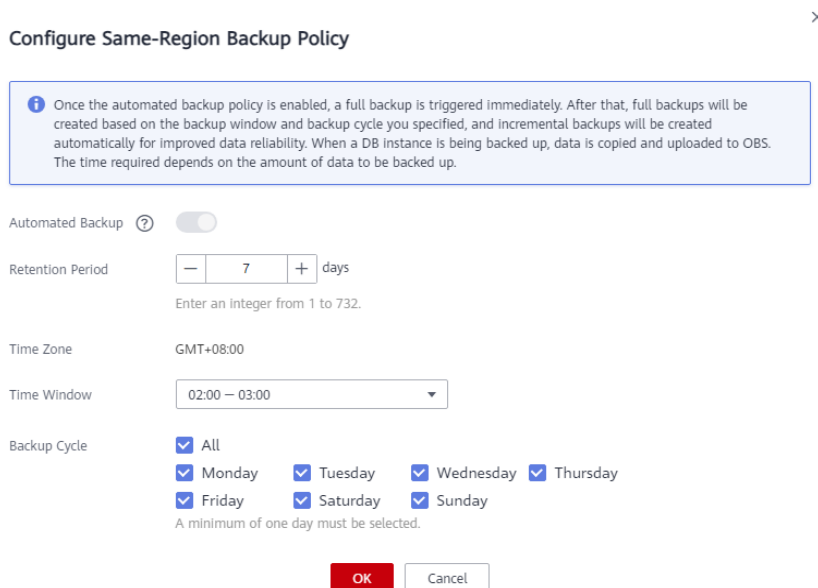 Configure Same-Region Backup Policy
Once the automated backup policy is enabled, a full backup is triggered immediately. After that, full backups will be
created based on the backup window and backup cycle you specified, and incremental backups will be created
automatically for improved data reliability. When a DB instance is being backed up, data is copied and uploaded to OBS.
The time required depends on the amount of data to be backed up.
Automated Backup ?
Retention Period — 7 + days
Enter an integer from 1 to 732.
Time Zone GMT+08:00
Time Window 02:00 — 03:00
Backup Cycle All
Monday Tuesday Wednesday Thursday
Friday Saturday Sunday
A minimum of one day must be selected.
OK Cancel